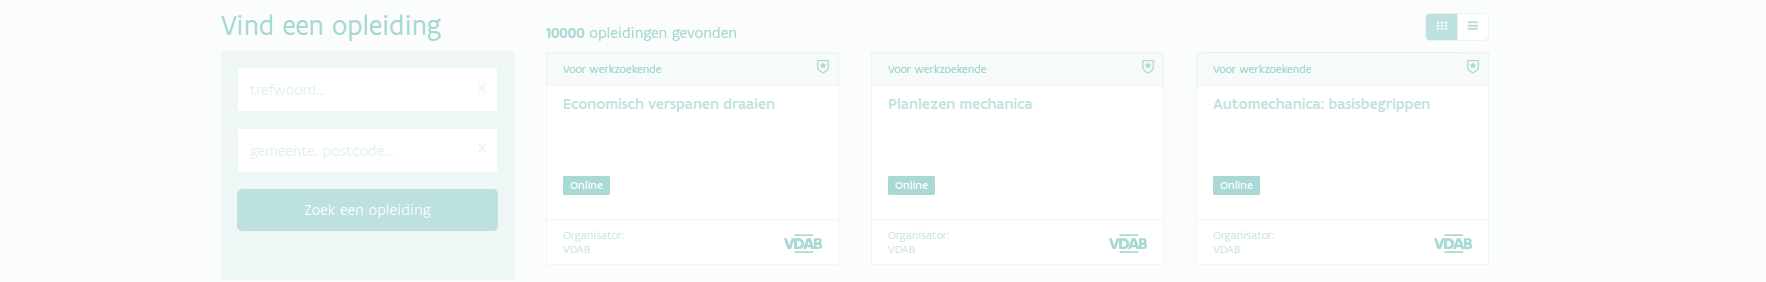 Vind een opleiding
trefwoord...
gemeente, postcode...
Zoek een opleiding
10000 opleidingen gevonden
Voor werkzoekende
Economisch verspanen draaien
Online
Organisator:
VDAB
VDAB
Voor werkzoekende
Planlezen mechanica
Online
Organisator:
VDAB
VDAB
Voor werkzoekende
Automechanica: basisbegrippen
Online
Organisator:
VDAB
VDAB